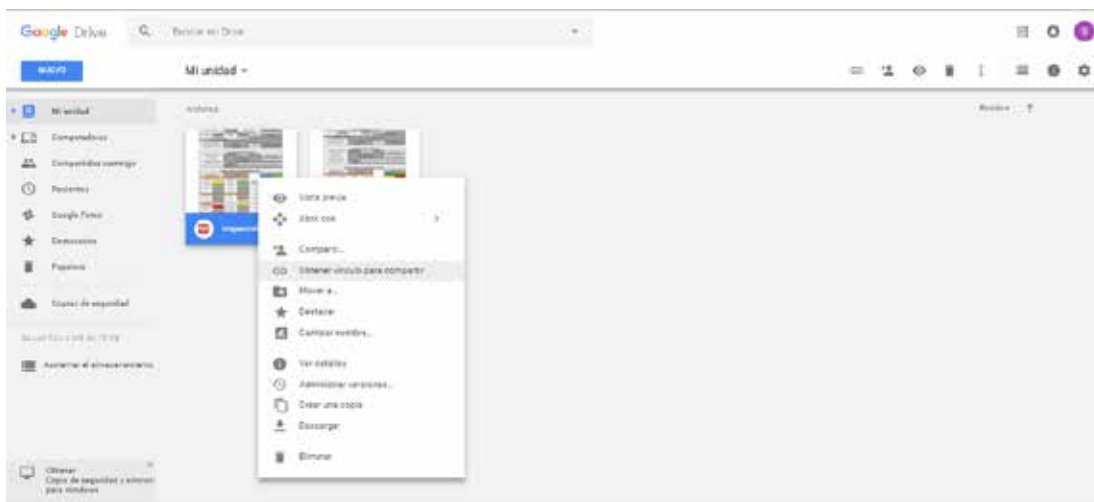 Google Drive
Buscar en Drive
NUEVO
Mi unidad
Mi unidad
Computadoras
Compartidos conmigo
Recientes
Google Fotos
Destacados
Papelera
Copias de seguridad
Aumentar el almacenamiento
Obtener
Copia de seguridad y
para Windows
Archivos
Nombre
Vista previa
Abrir con
Compartir...
Obtener vínculo para compartir
Mover a...
Destacar
Cambiar nombre...
Ver detalles
Administrar versiones...
Crear una copia
Descargar
Eliminar